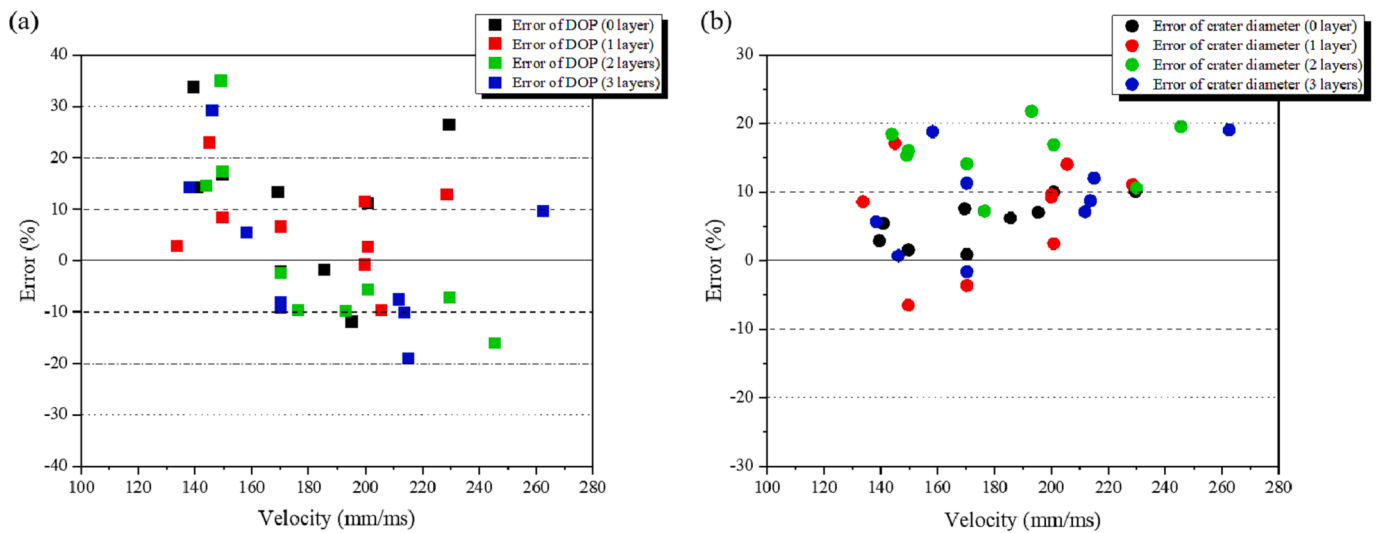 (a)
Error of DOP (0 layer)
Error of DOP (1 layer)
Error of DOP (2 layers)
Error of DOP (3 layers)
40
30
20
10
0
-10
-20
-30
-40
Error (%)
100 120 140 160 180 200 220 240 260 280
Velocity (mm/ms)
(b)
Error of crater diameter (0 layer)
Error of crater diameter (1 layer)
Error of crater diameter (2 layers)
Error of crater diameter (3 layers)
30
20
10
0
-10
-20
-30
Error (%)
100 120 140 160 180 200 220 240 260 280
Velocity (mm/ms)